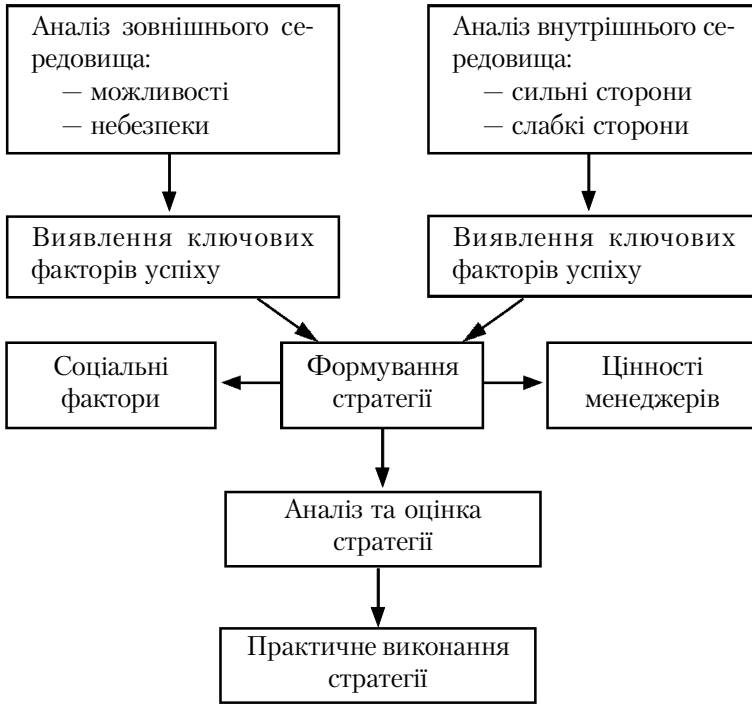 Аналіз зовнішнього се-
редовища:
— можливості
— небезпеки
Аналіз внутрішнього се-
редовища:
— сильні сторони
— слабкі сторони
Виявлення ключових
факторів успіху
Виявлення ключових
факторів успіху
Соціальні
фактори
Формування
стратегії
Цінності
менеджерів
Аналіз та оцінка
стратегії
Практичне виконання
стратегії